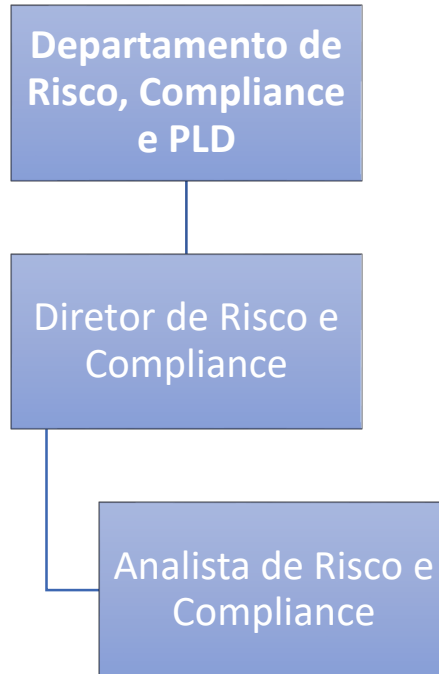 Departamento de
Risco, Compliance
e PLD
Diretor de Risco e
Compliance
Analista de Risco e
Compliance